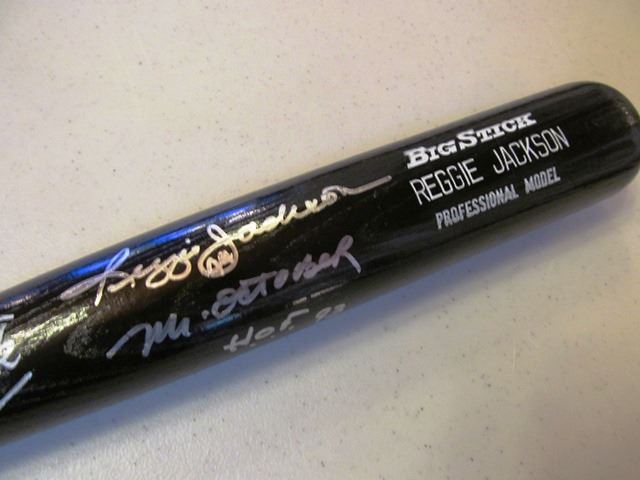 BIG STICK
REGGIE JACKSON
PROFESSIONAL MODEL
Reggie Jackson
44
Mr. OCTOBER
H.O.F. 93